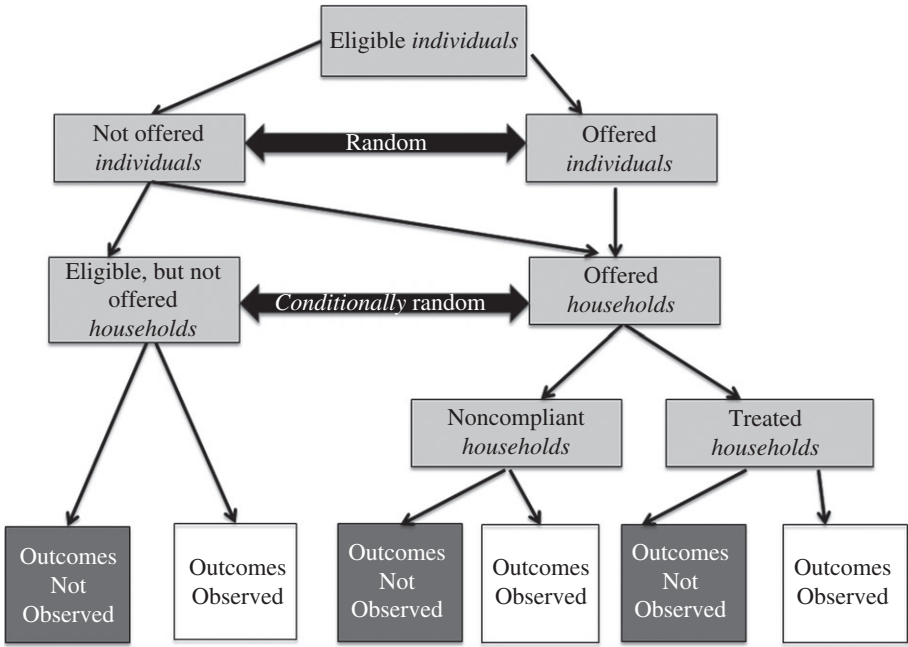 Eligible individuals
Not offered
individuals
Random
Offered
individuals
Eligible, but not
offered
households
Conditionally random
Offered
households
Noncompliant
households
Treated
households
Outcomes
Not
Observed
Outcomes
Observed
Outcomes
Not
Observed
Outcomes
Observed
Outcomes
Not
Observed
Outcomes
Observed